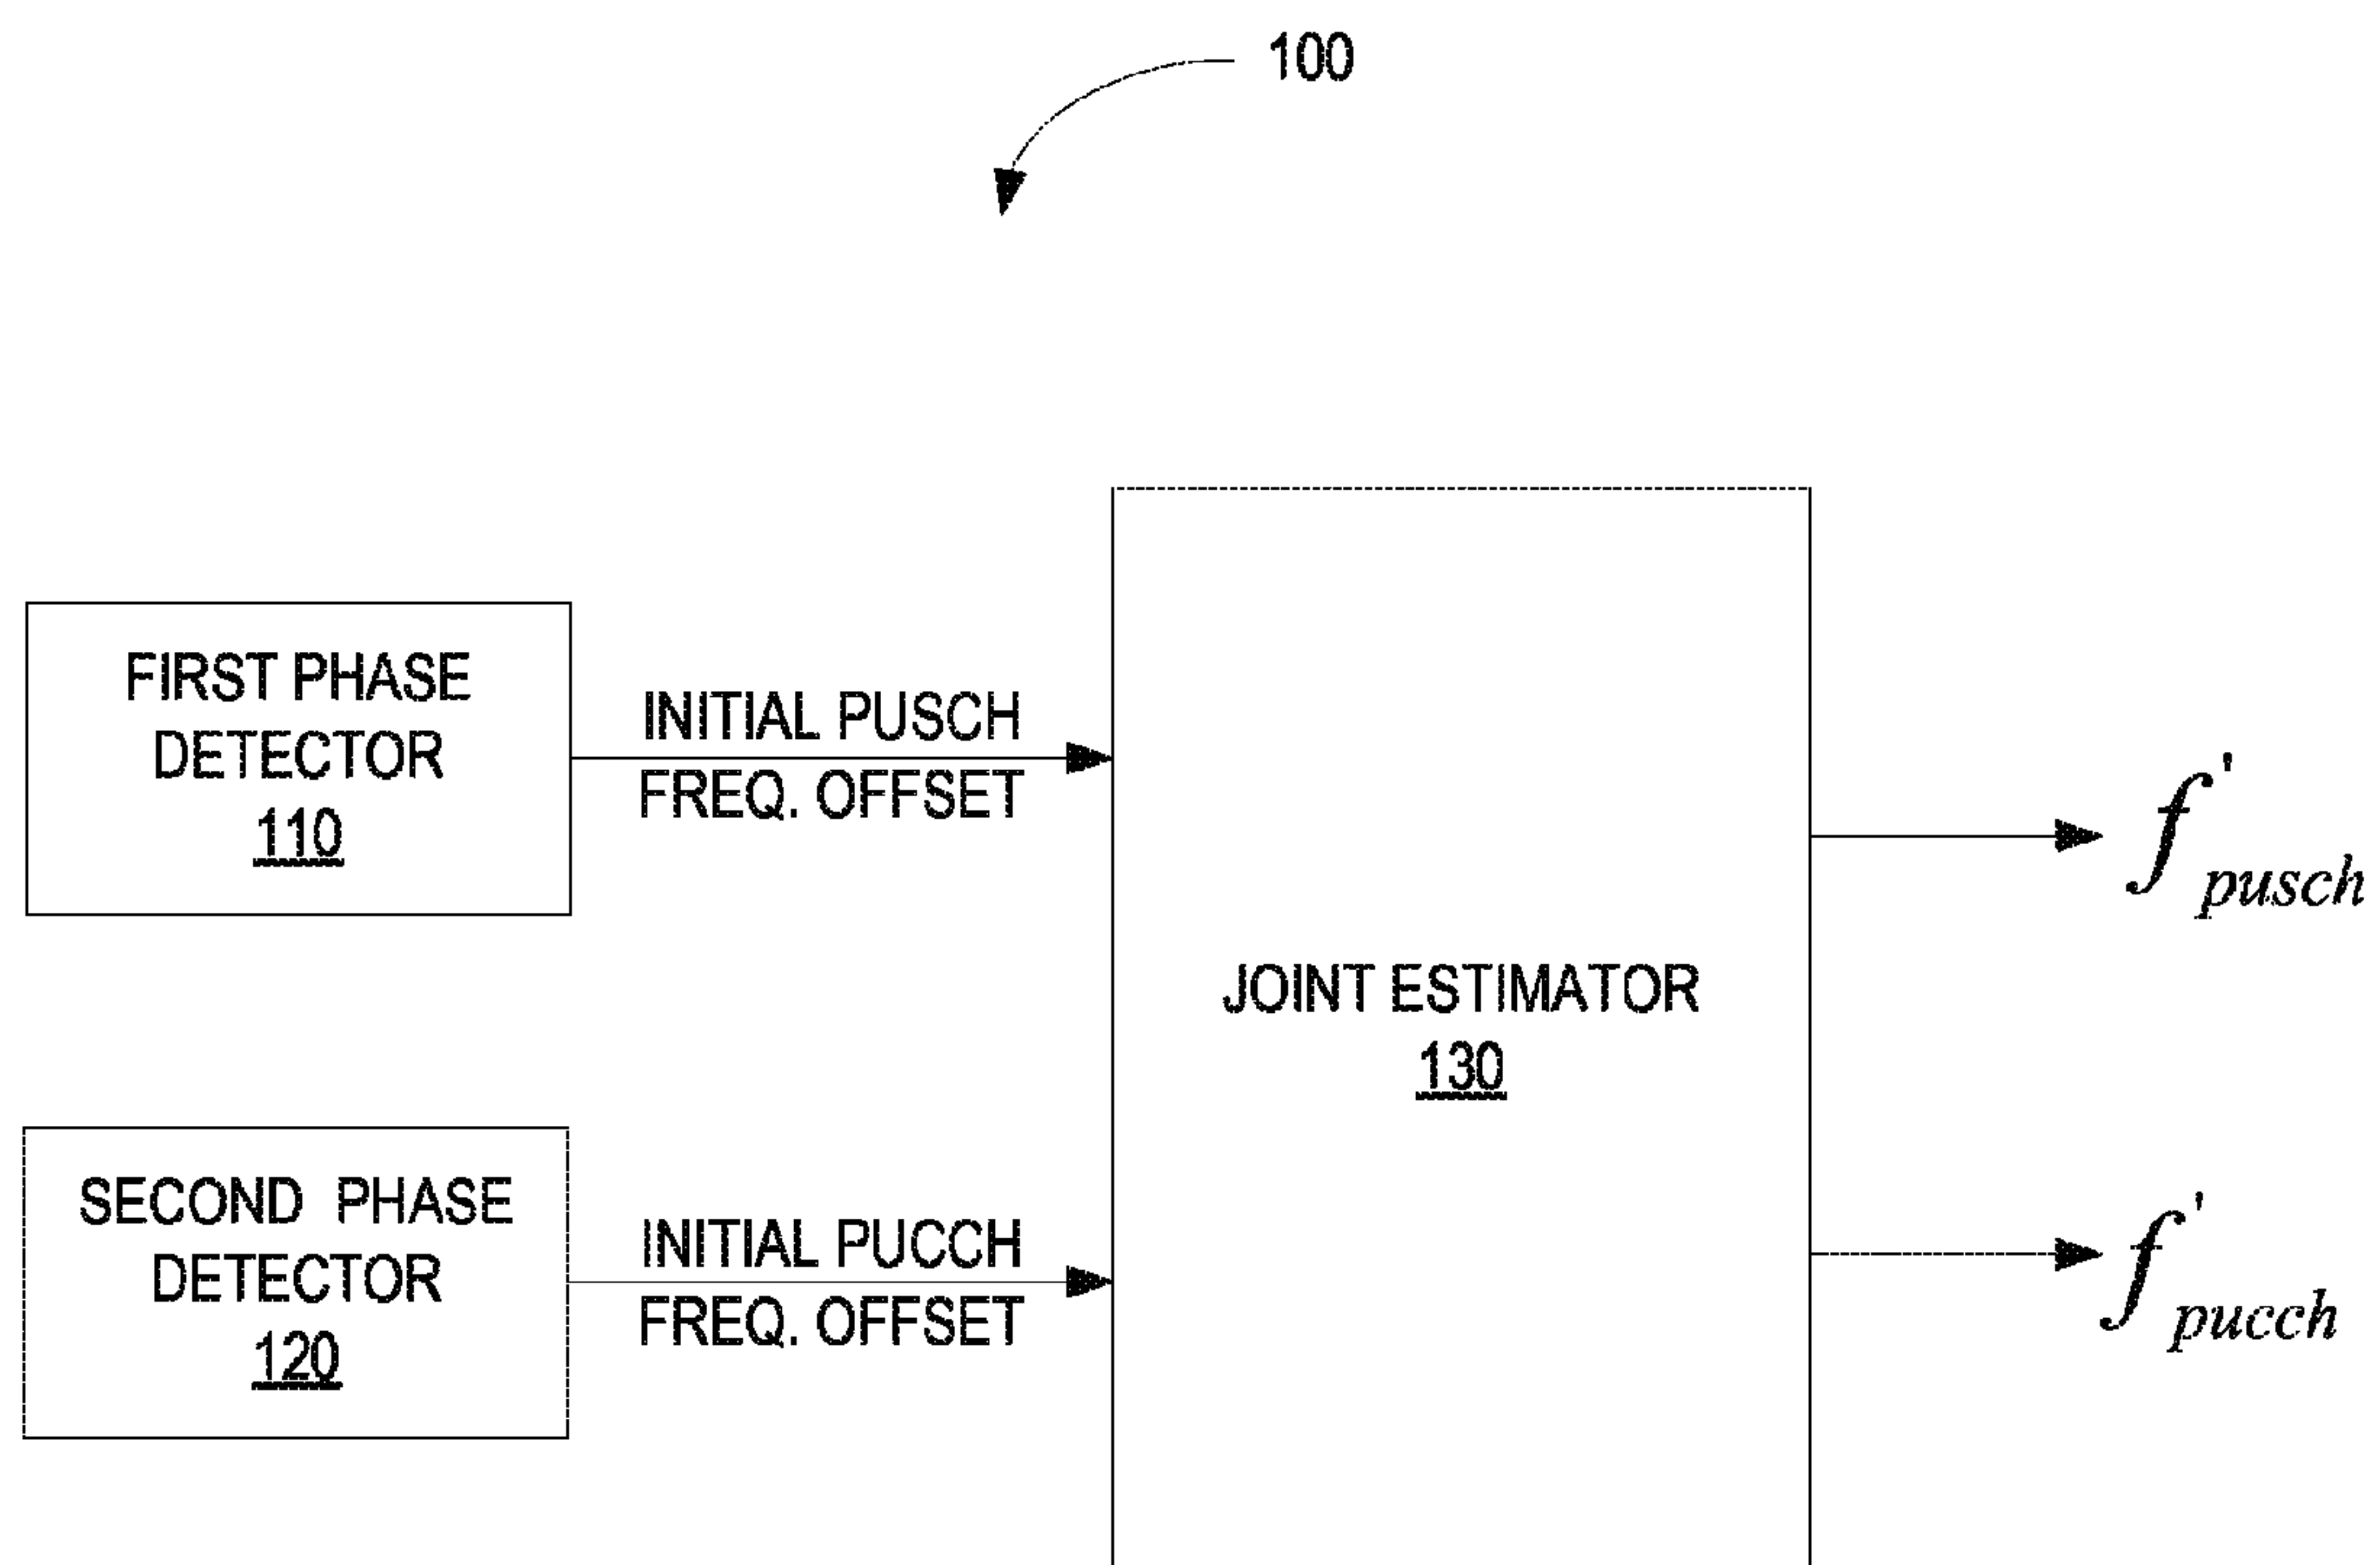 100
FIRST PHASE
DETECTOR
110
INITIAL PUSCH
FREQ. OFFSET
f'pusch
JOINT ESTIMATOR
130
SECOND PHASE
DETECTOR
120
INITIAL PUCCH
FREQ. OFFSET
f'pucch